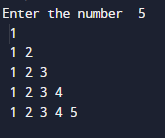 Enter the number  5
1
1 2
1 2 3
1 2 3 4
1 2 3 4 5